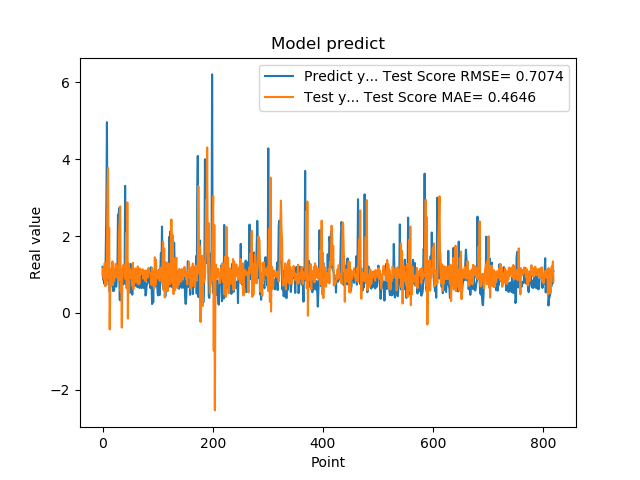 Model predict
Predict y... Test Score RMSE= 0.7074
Test y... Test Score MAE= 0.4646
6
4
2
0
−2
Real value
0 200 400 600 800
Point